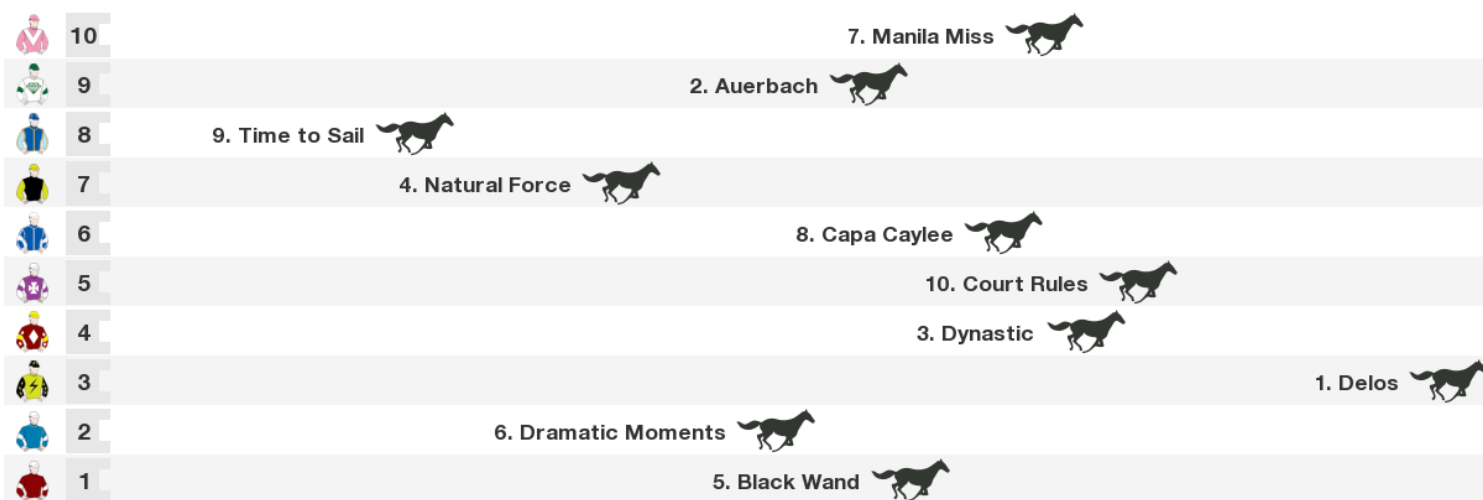 10 7. Manila Miss
9 2. Auerbach
8 9. Time to Sail
7 4. Natural Force
6 8. Capa Caylee
5 10. Court Rules
4 3. Dynastic
3 1. Delos
2 6. Dramatic Moments
1 5. Black Wand